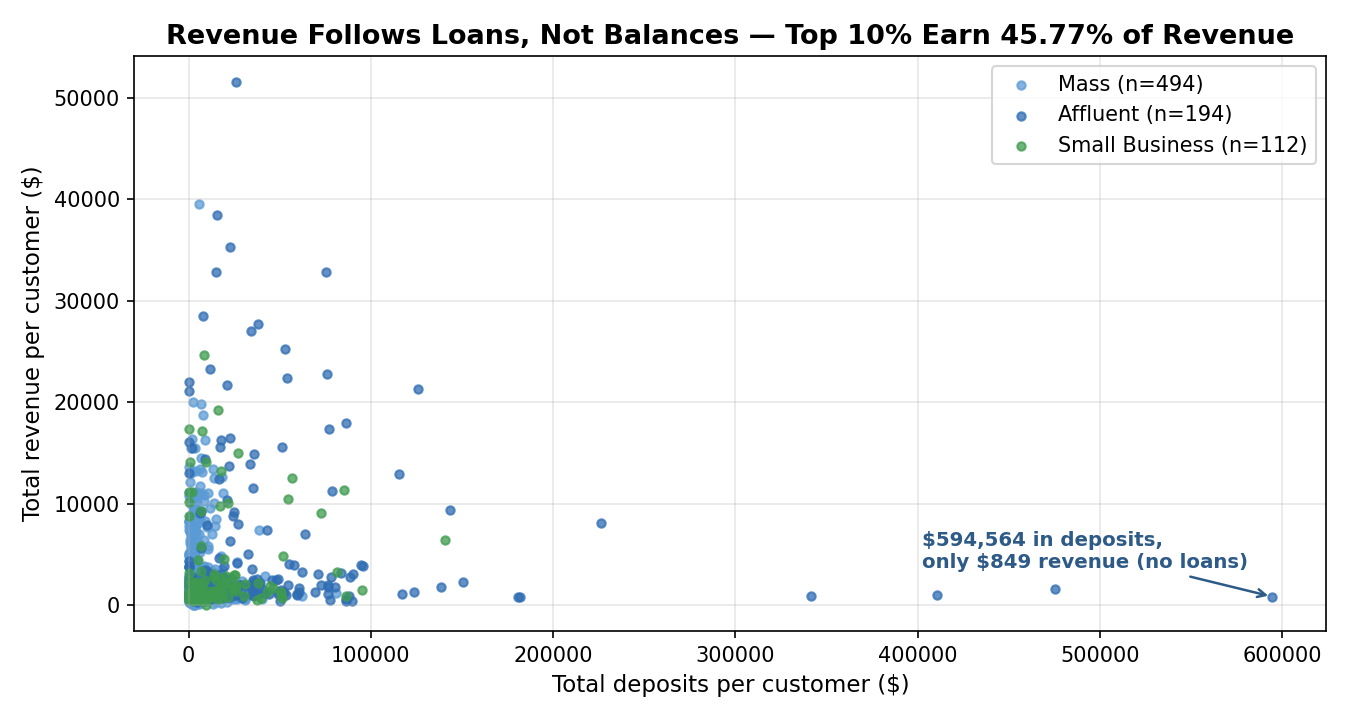 Revenue Follows Loans, Not Balances — Top 10% Earn 45.77% of Revenue
Mass (n=494)
Affluent (n=194)
Small Business (n=112)
Total revenue per customer ($)
50000
40000
30000
20000
10000
0
$594,564 in deposits,
only $849 revenue (no loans)
0
100000
200000
300000
400000
500000
600000
Total deposits per customer ($)